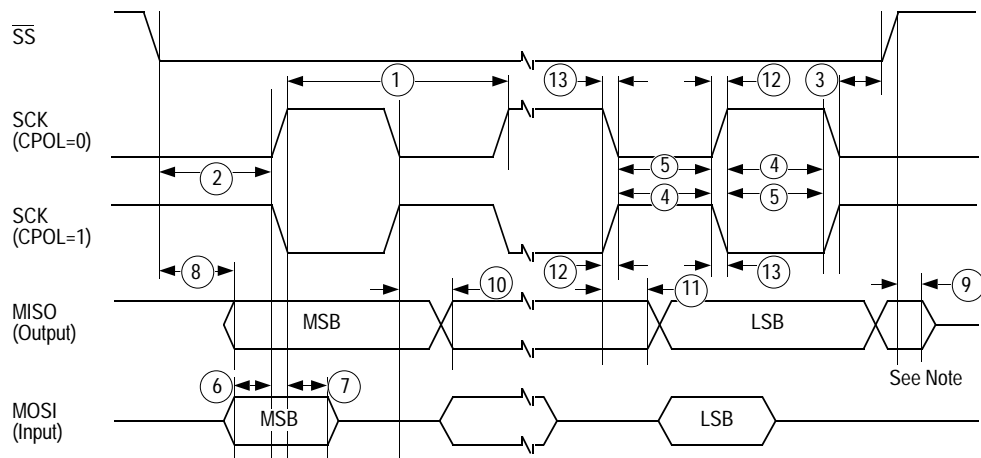 SS
1
13
12
3
SCK
(CPOL=0)
2
5
4
4
5
SCK
(CPOL=1)
8
12
13
10
11
9
MISO
(Output)
MSB
LSB
See Note
6
7
MOSI
(Input)
MSB
LSB